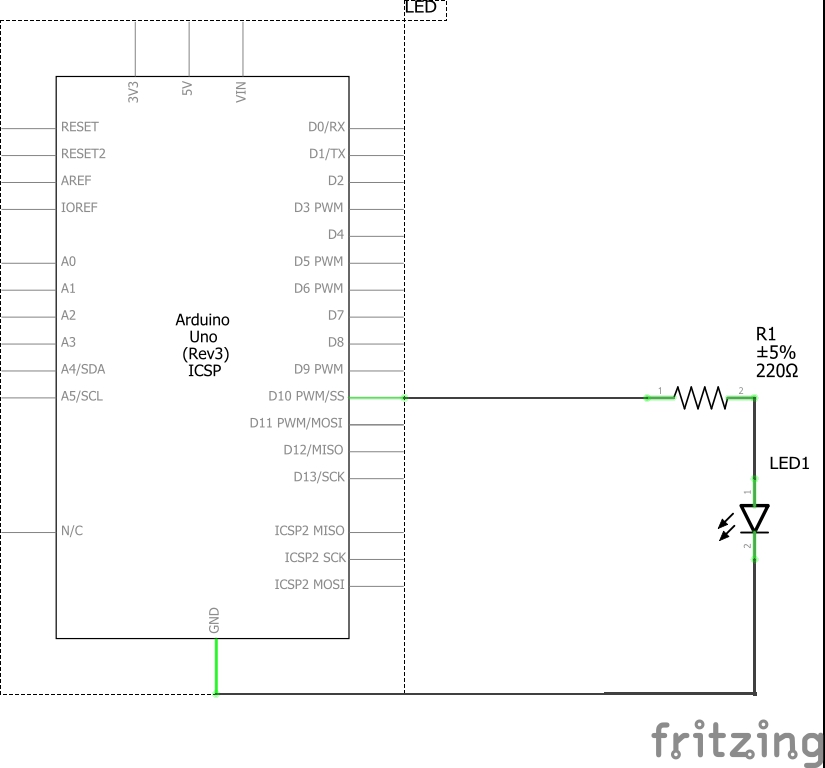 LED
3V3
5V
VIN
RESET
RESET2
AREF
IOREF
A0
A1
A2
A3
A4/SDA
A5/SCL
N/C
Arduino
Uno
(Rev3)
ICSP
D0/RX
D1/TX
D2
D3 PWM
D4
D5 PWM
D6 PWM
D7
D8
D9 PWM
D10 PWM/SS
D11 PWM/MOSI
D12/MISO
D13/SCK
ICSP2 MISO
ICSP2 SCK
ICSP2 MOSI
GND
R1
±5%
220Ω
1
2
LED1
1
2
fritzing